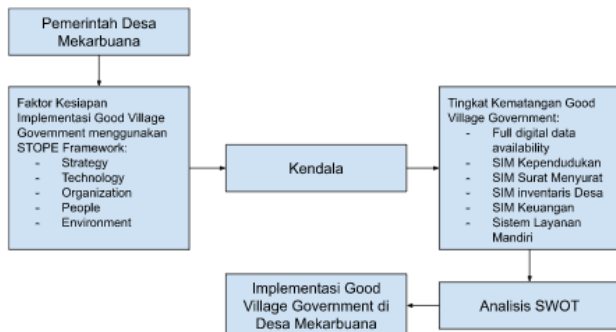 Pemerintah Desa
Mekarbuana
Faktor Kesiapan
Implementasi Good Village
Government menggunakan
STOPE Framework:
- Strategy
- Technology
- Organization
- People
- Environment
Kendala
Tingkat Kematangan Good
Village Government:
- Full digital data
availability
- SIM Kependudukan
- SIM Surat Menyurat
- SIM inventaris Desa
- SIM Keuangan
- Sistem Layanan
Mandiri
Analisis SWOT
Implementasi Good
Village Government di
Desa Mekarbuana